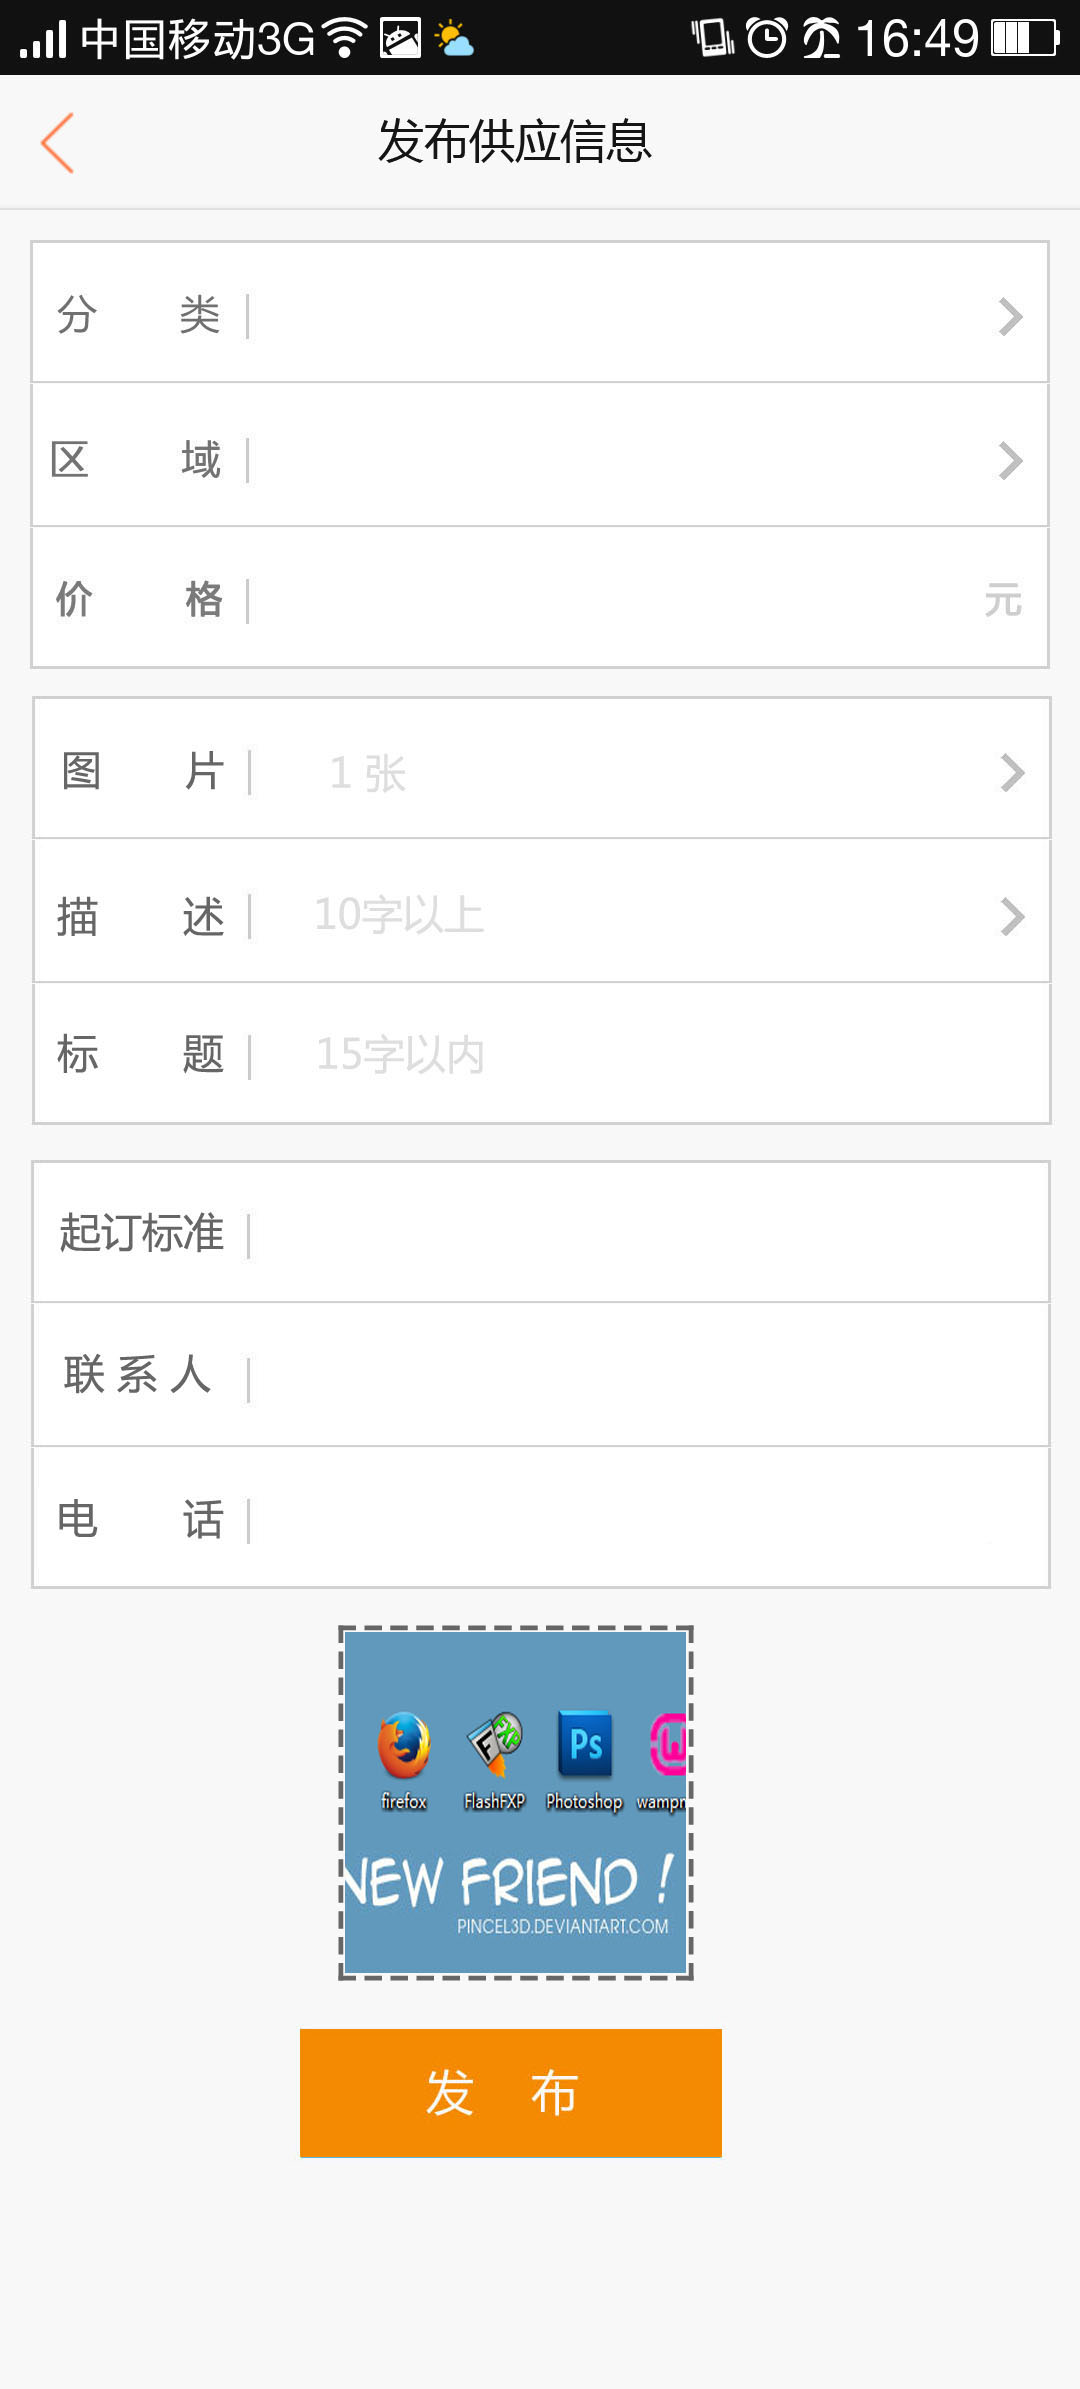 中国移动3G 16:49
发布供应信息
分 类
区 域
价 格 元
图 片 1 张
描 述 10字以上
标 题 15字以内
起订标准
联 系 人
电 话
firefox FlashFXP Photoshop
NEW FRIEND !
PINCEL3D.DEVIANTART.COM
发 布